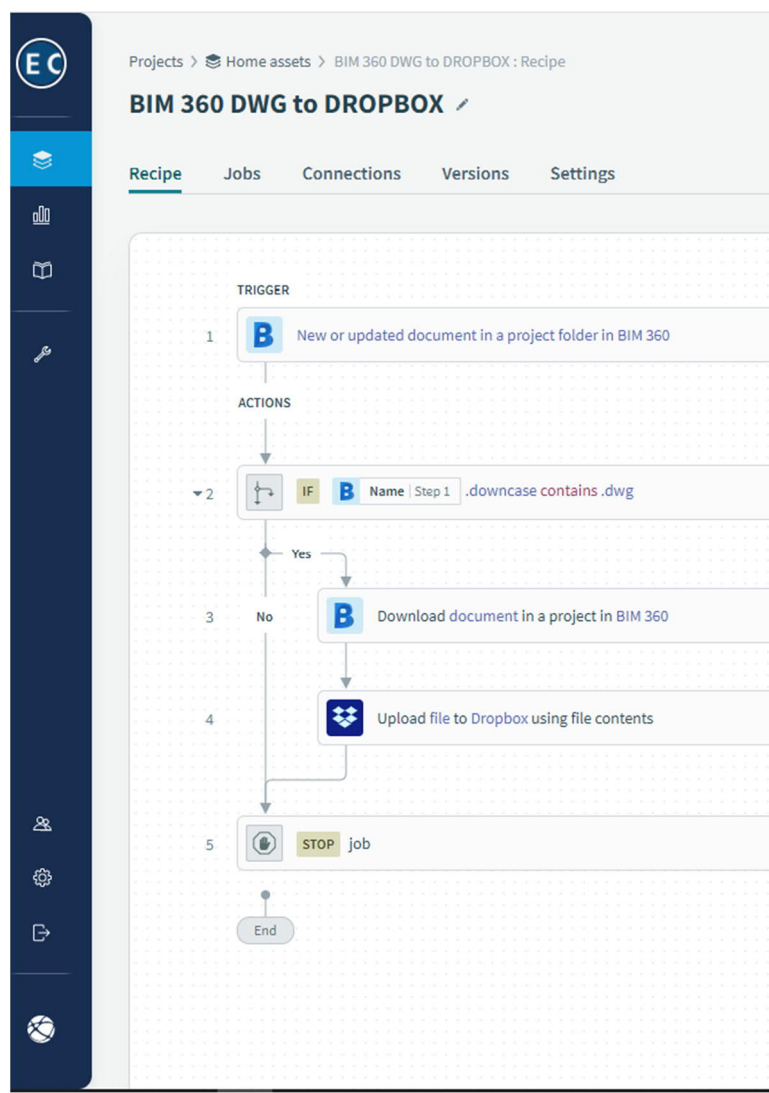 EC
Projects > Home assets > BIM 360 DWG to DROPBOX : Recipe
BIM 360 DWG to DROPBOX
Recipe Jobs Connections Versions Settings
TRIGGER
1 B New or updated document in a project folder in BIM 360
ACTIONS
2 IF B Name | Step 1 .downcase contains .dwg
Yes
3 No B Download document in a project in BIM 360
4 Upload file to Dropbox using file contents
5 STOP job
End